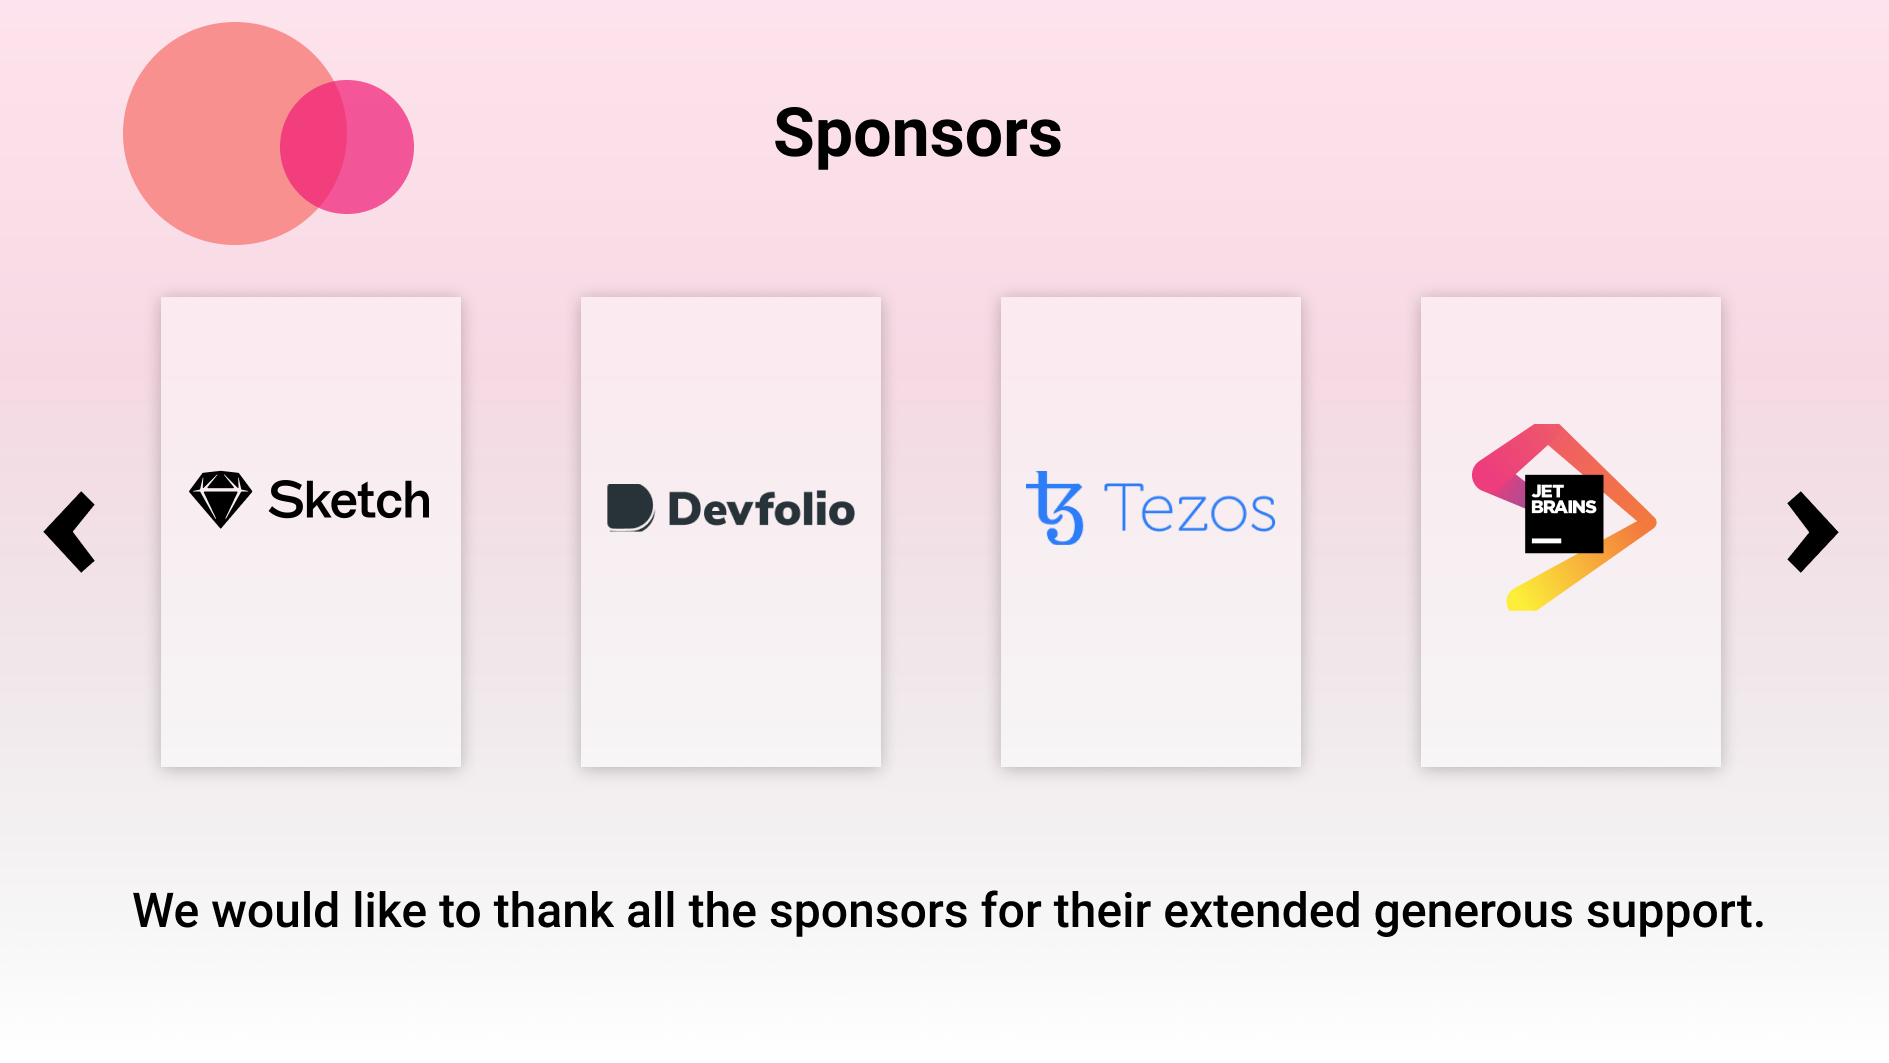 Sponsors
Sketch
Devfolio
Tezos
JET
BRAINS
We would like to thank all the sponsors for their extended generous support.